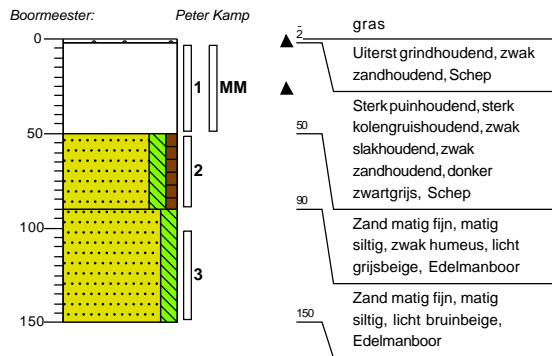 Boormeester: Peter Kamp
0
50
100
150
1
MM
2
3
2
gras
Uiterst grindhoudend, zwak
zandhoudend, Schep
50
Sterk puinhoudend, sterk
kolengruishoudend, zwak
slakhoudend, zwak
zandhoudend, donker
zwartgrijs, Schep
90
Zand matig fijn, matig
siltig, zwak humeus, licht
grijsbeige, Edelmanboor
150
Zand matig fijn, matig
siltig, licht bruinbeige,
Edelmanboor